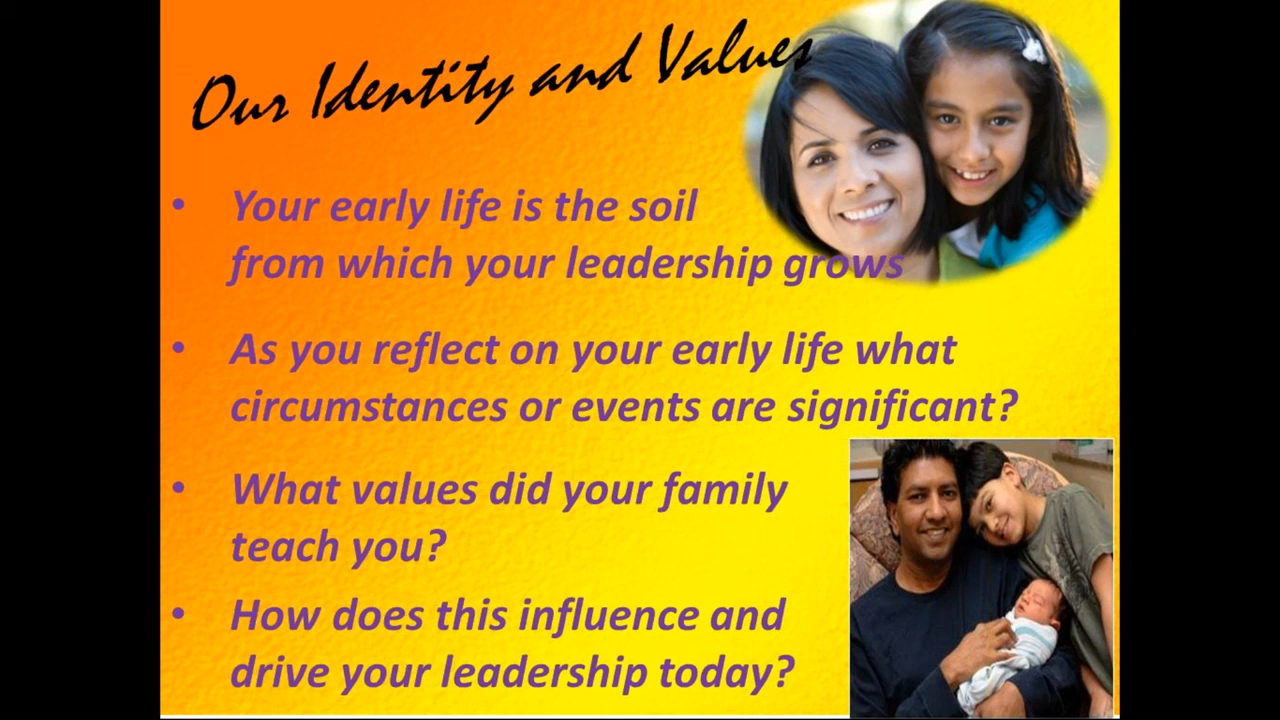 Our Identity and Values
• Your early life is the soil
from which your leadership grows
• As you reflect on your early life what
circumstances or events are significant?
• What values did your family
teach you?
• How does this influence and
drive your leadership today?